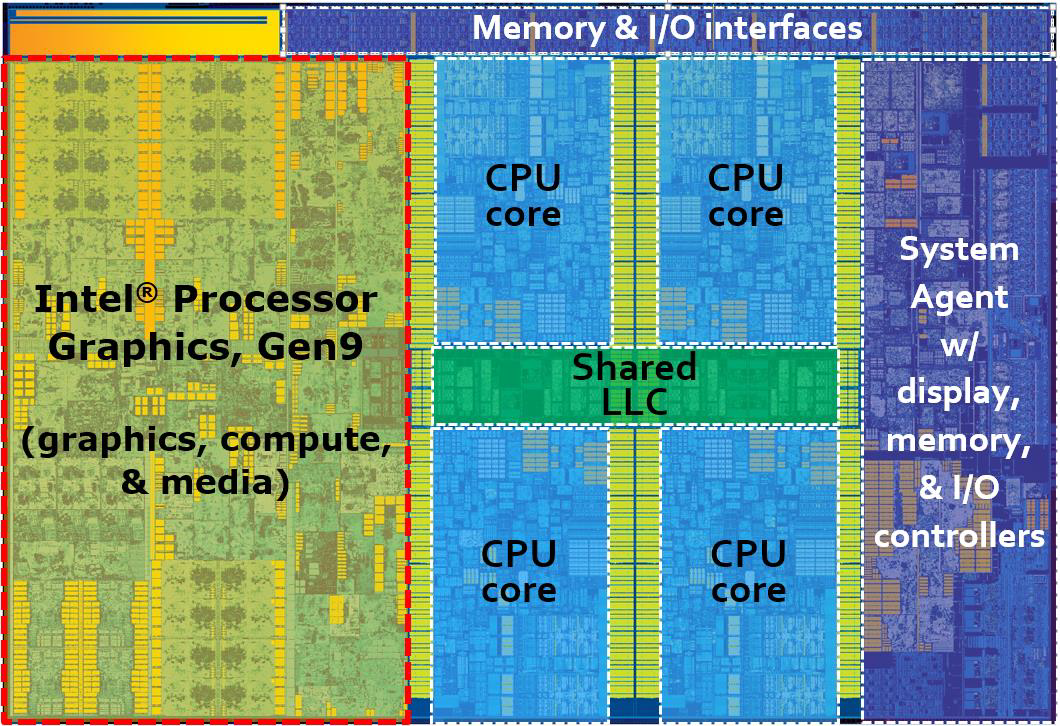 Memory & I/O interfaces
Intel® Processor
Graphics, Gen9
(graphics, compute,
& media)
CPU
core
CPU
core
Shared
LLC
CPU
core
CPU
core
System
Agent
w/
display,
memory,
& I/O
controllers